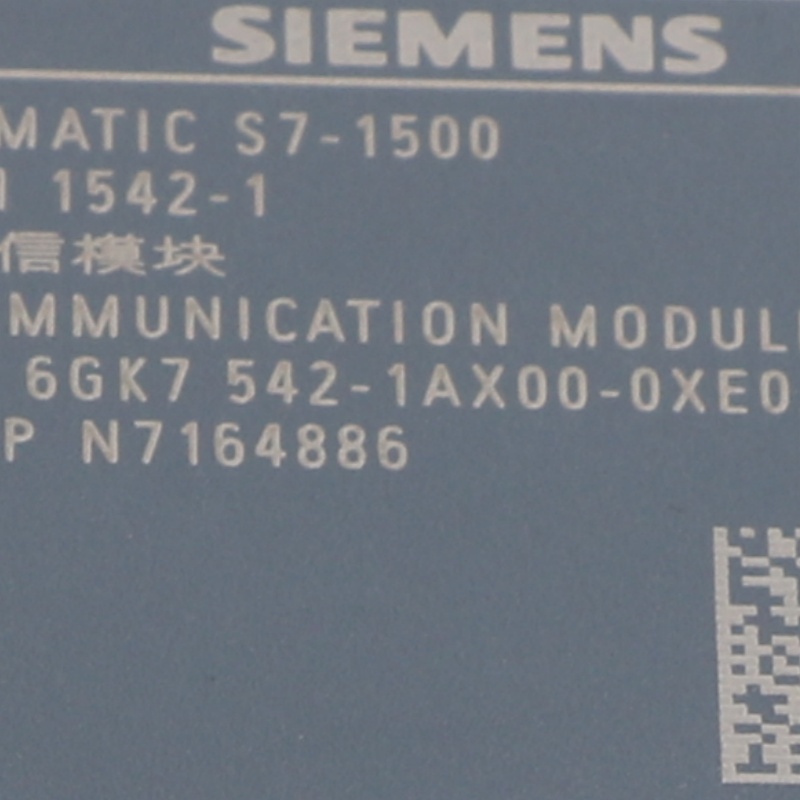 SIEMENS
MATIC S7-1500
1542-1
信模块
MMUNICATION MODUL
6GK7 542-1AX00-0XE0
P N7164886